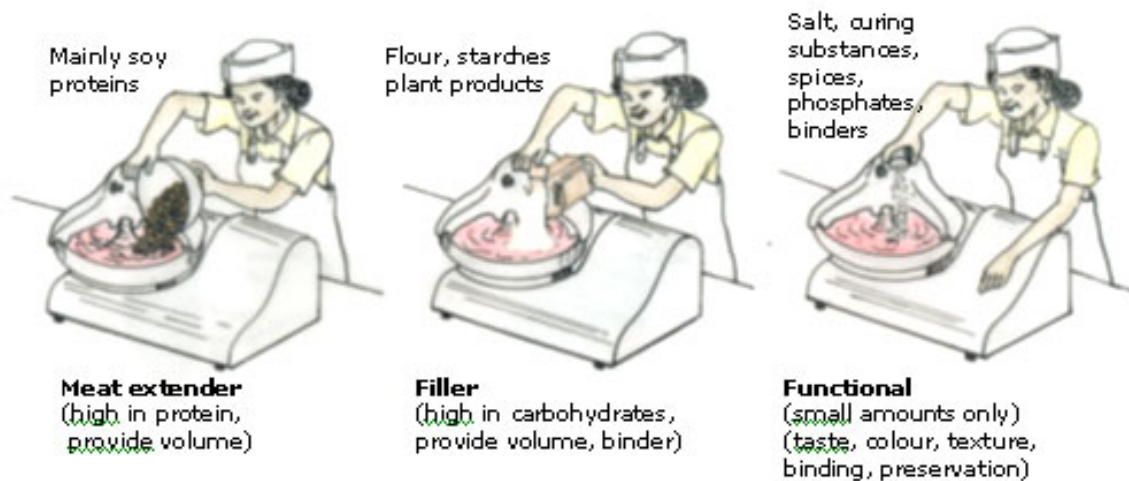 Mainly soy
proteins
Flour, starches
plant products
Salt, curing
substances,
spices,
phosphates,
binders
Meat extender
(high in protein,
provide volume)
Filler
(high in carbohydrates,
provide volume, binder)
Functional
(small amounts only)
(taste, colour, texture,
binding, preservation)